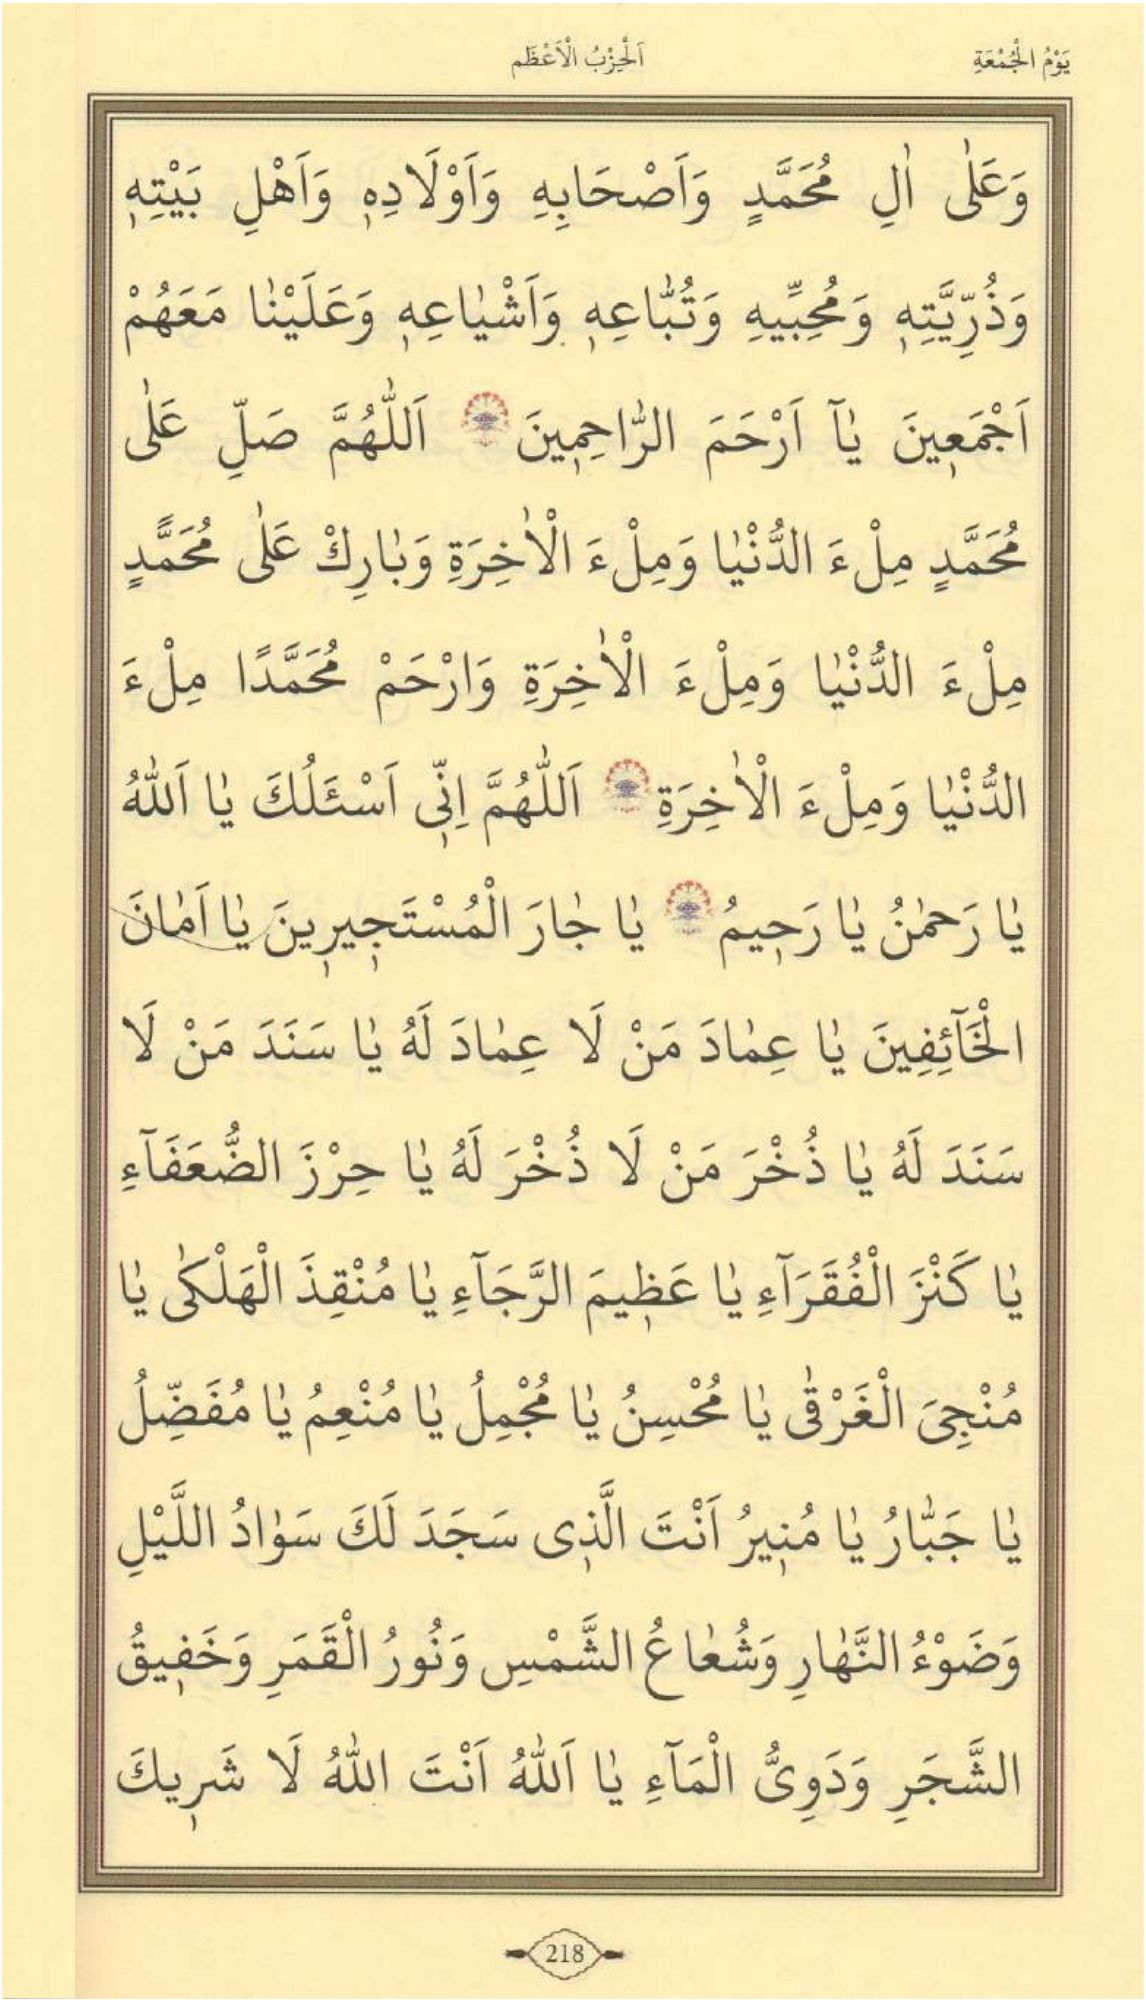 يَوْمُ الْجُمْعَةِ
اَلْحِزْبُ الْاَعْظَم
وَعَلٰى اٰلِ مُحَمَّدٍ وَاَصْحَابِهِ وَاَوْلَادِهٖ وَاَهْلِ بَيْتِهٖ
وَذُرِّيَّتِهٖ وَمُحِبِّيهِ وَتُبَّاعِهٖ وَاَشْيٰاعِهٖ وَعَلَيْنٰا مَعَهُمْ
اَجْمَعٖينَ يٰآ اَرْحَمَ الرّٰاحِمٖينَ اَللّٰهُمَّ صَلِّ عَلٰى
مُحَمَّدٍ مِلْءَ الدُّنْيٰا وَمِلْءَ الْاٰخِرَةِ وَبٰارِكْ عَلٰى مُحَمَّدٍ
مِلْءَ الدُّنْيٰا وَمِلْءَ الْاٰخِرَةِ وَارْحَمْ مُحَمَّدًا مِلْءَ
الدُّنْيٰا وَمِلْءَ الْاٰخِرَةِ اَللّٰهُمَّ اِنّٖى اَسْئَلُكَ يٰا اَللّٰهُ
يٰا رَحْمٰنُ يٰا رَحٖيمُ يٰا جٰارَ الْمُسْتَجٖيرٖينَ يٰا اَمٰانَ
الْخَآئِفٖينَ يٰا عِمٰادَ مَنْ لَا عِمٰادَ لَهُ يٰا سَنَدَ مَنْ لَا
سَنَدَ لَهُ يٰا ذُخْرَ مَنْ لَا ذُخْرَ لَهُ يٰا حِرْزَ الضُّعَفَآءِ
يٰا كَنْزَ الْفُقَرَآءِ يٰا عَظٖيمَ الرَّجَآءِ يٰا مُنْقِذَ الْهَلْكٰى يٰا
مُنْجِىَ الْغَرْقٰى يٰا مُحْسِنُ يٰا مُجْمِلُ يٰا مُنْعِمُ يٰا مُفَضِّلُ
يٰا جَبّٰارُ يٰا مُنٖيرُ اَنْتَ الَّذٖى سَجَدَ لَكَ سَوٰادُ اللَّيْلِ
وَضَوْءُ النَّهٰارِ وَشُعٰاعُ الشَّمْسِ وَنُورُ الْقَمَرِ وَخَفٖيقُ
الشَّجَرِ وَدَوِىُّ الْمَآءِ يٰا اَللّٰهُ اَنْتَ اللّٰهُ لَا شَرٖيكَ
218